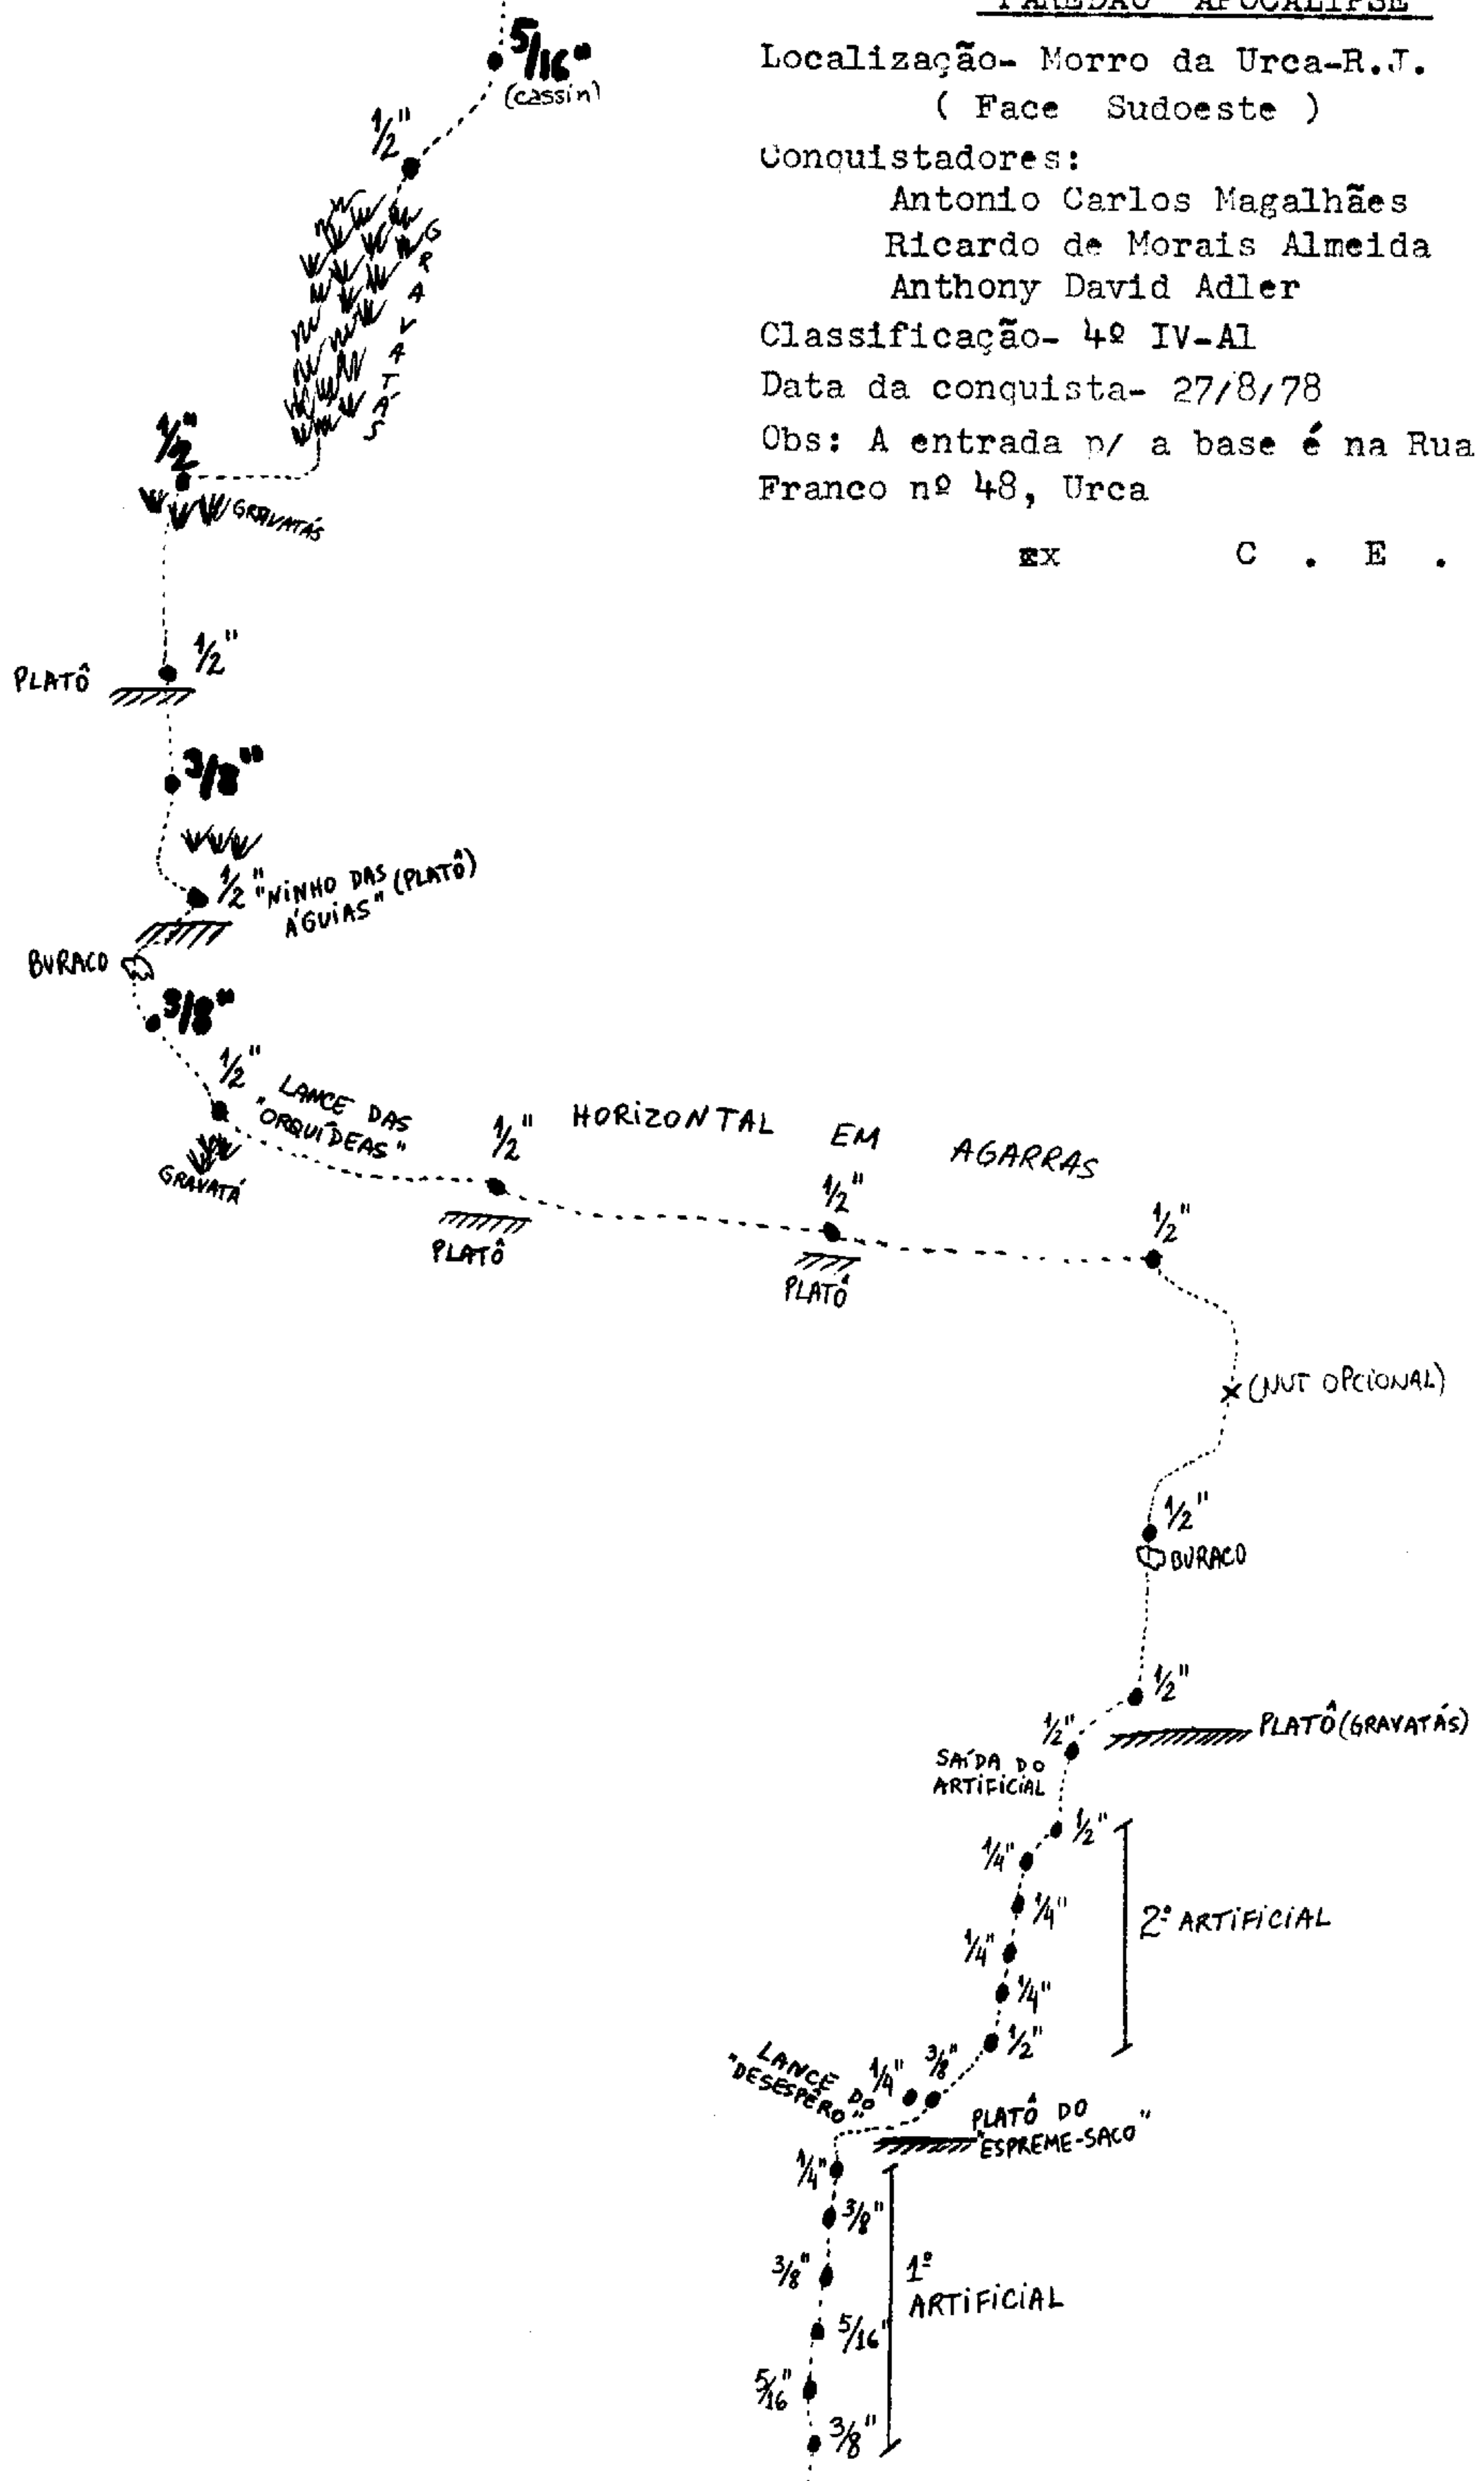 PAREDÃO APOCALIPSE
Localização- Morro da Urca-R.J.
( Face Sudoeste )
Conquistadores:
Antonio Carlos Magalhães
Ricardo de Morais Almeida
Anthony David Adler
Classificação- 4º IV-A1
Data da conquista- 27/8/78
Obs: A entrada p/ a base é na Rua
Franco nº 48, Urca
C . E .
5/16"
(cassin)
1/2"
GRAVATÁS
1/2"
GRAVATÁS
1/2"
PLATÔ
3/8"
1/2"
"NINHO DAS (PLATÔ)
ÁGUIAS"
BURACO
3/8"
1/2"
LANCE DAS
"ORQUÍDEAS"
GRAVATÁ
1/2"
HORIZONTAL EM AGARRAS
PLATÔ
1/2"
PLATÔ
1/2"
(NUT OPCIONAL)
1/2"
BURACO
1/2"
PLATÔ (GRAVATÁS)
1/2"
SAÍDA DO
ARTIFICIAL
1/2"
1/4"
1/4"
1/4"
1/4"
2º ARTIFICIAL
1/2"
3/8"
1/4"
LANCE DO
"DESESPÊRO"
PLATÔ DO
"ESPREME-SACO"
1/4"
3/8"
3/8"
1º
ARTIFICIAL
5/16"
5/16"
3/8"